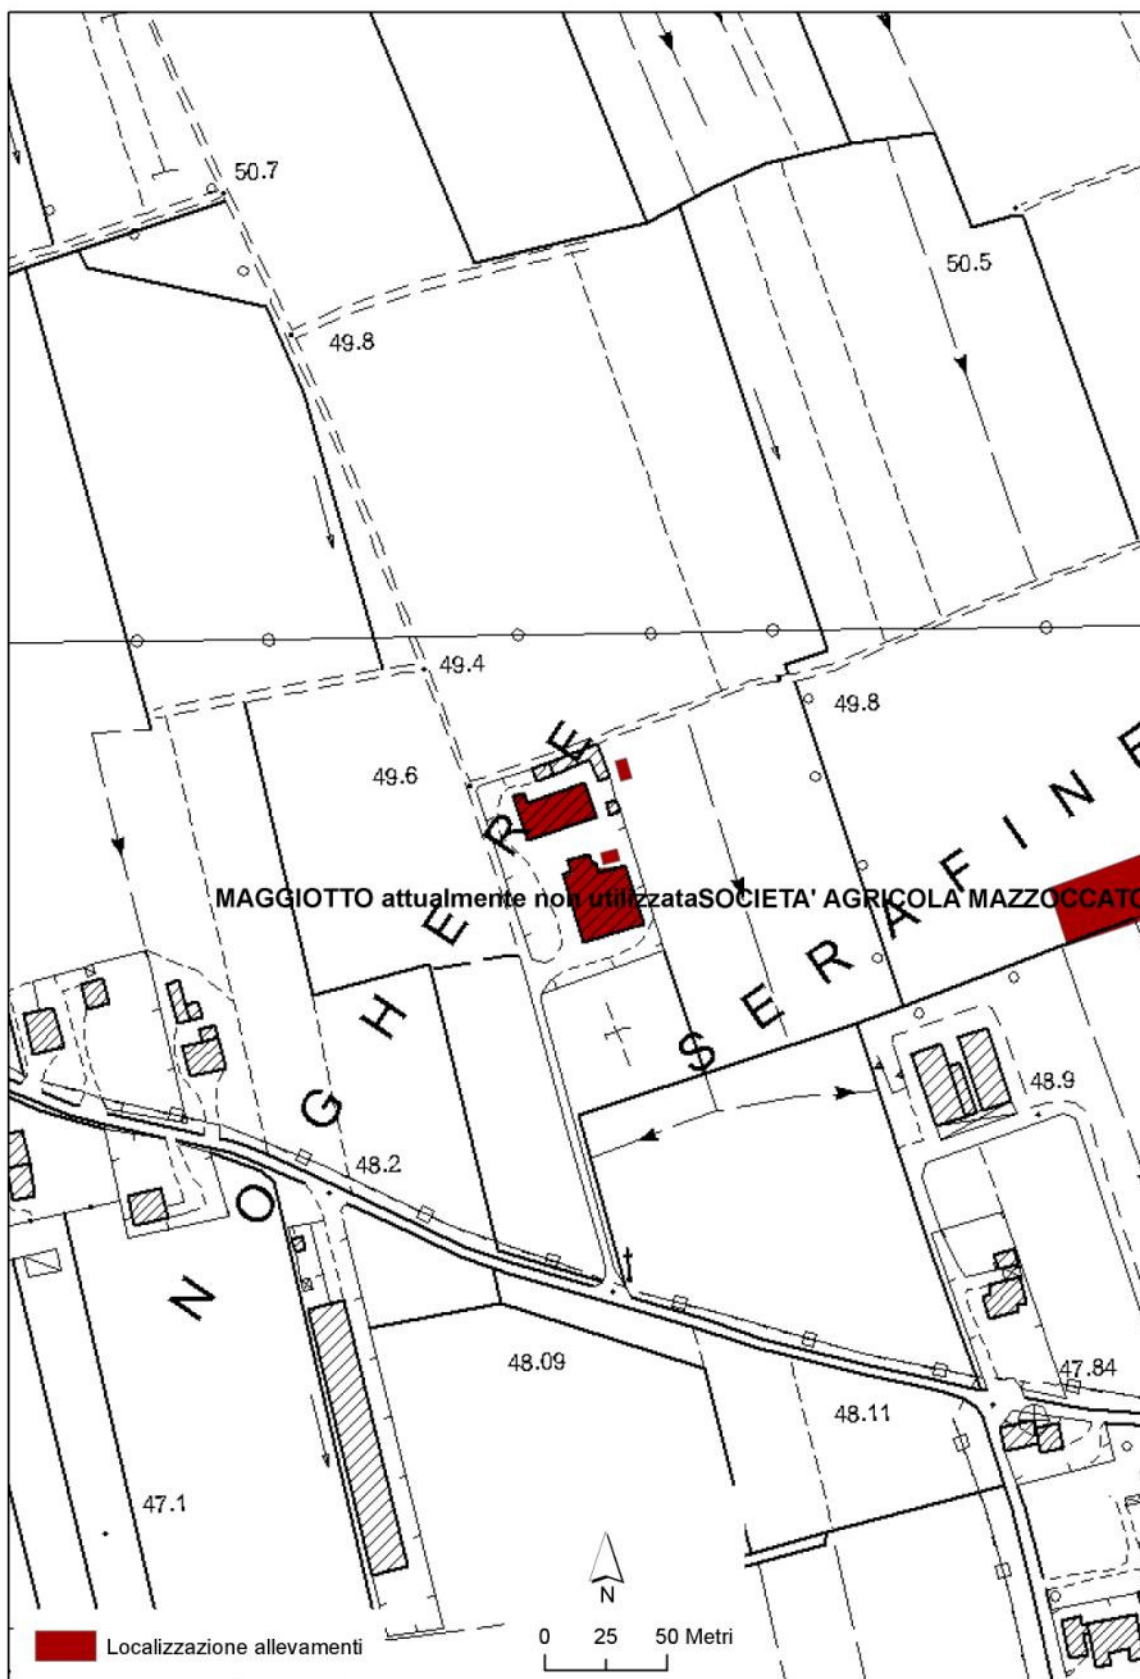 50.7
50.5
49.8
49.4
49.8
49.6
MAGGIOTTO attualmente non utilizzataSOCIETA' AGRICOLA MAZZOCCATO
NOGHERE
SERAFINE
48.9
48.2
48.09
47.84
48.11
47.1
N
Localizzazione allevamenti
0 25 50 Metri